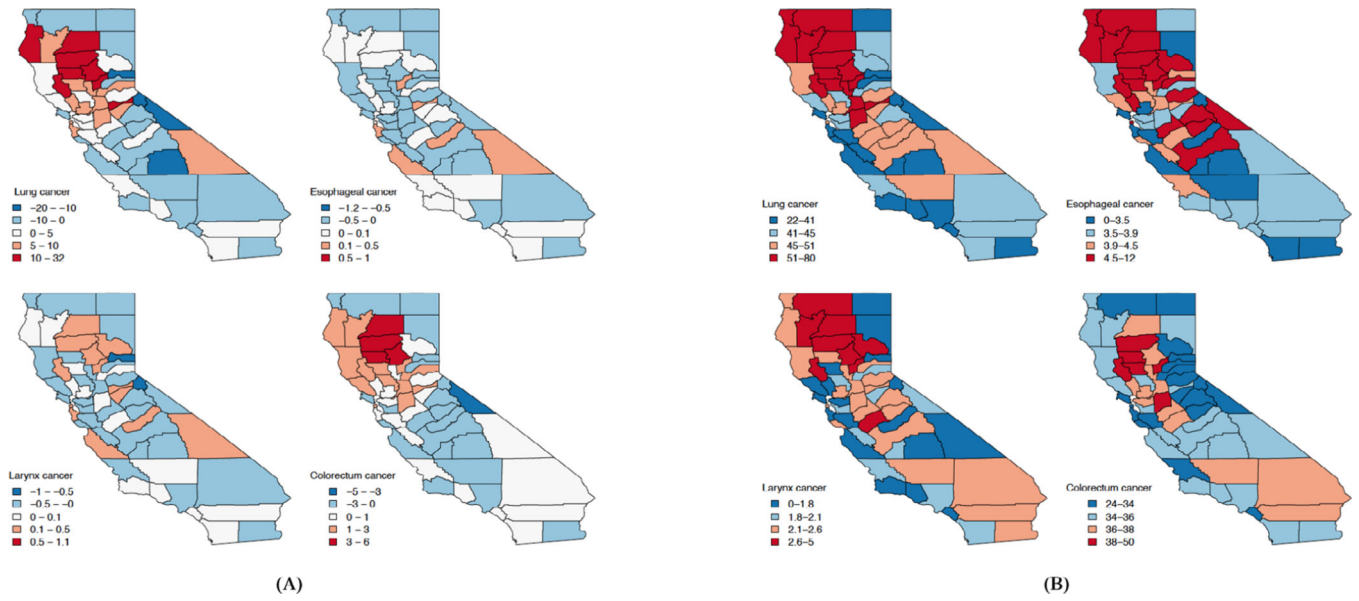 Lung cancer
−20 – −10
−10 – 0
0 – 5
5 – 10
10 – 32
Esophageal cancer
−1.2 – −0.5
−0.5 – 0
0 – 0.1
0.1 – 0.5
0.5 – 1
Larynx cancer
−1 – −0.5
−0.5 – −0
0 – 0.1
0.1 – 0.5
0.5 – 1.1
Colorectum cancer
−5 – −3
−3 – 0
0 – 1
1 – 3
3 – 6
(A)
Lung cancer
22–41
41–45
45–51
51–80
Esophageal cancer
0–3.5
3.5–3.9
3.9–4.5
4.5–12
Larynx cancer
0–1.8
1.8–2.1
2.1–2.6
2.6–5
Colorectum cancer
24–34
34–36
36–38
38–50
(B)